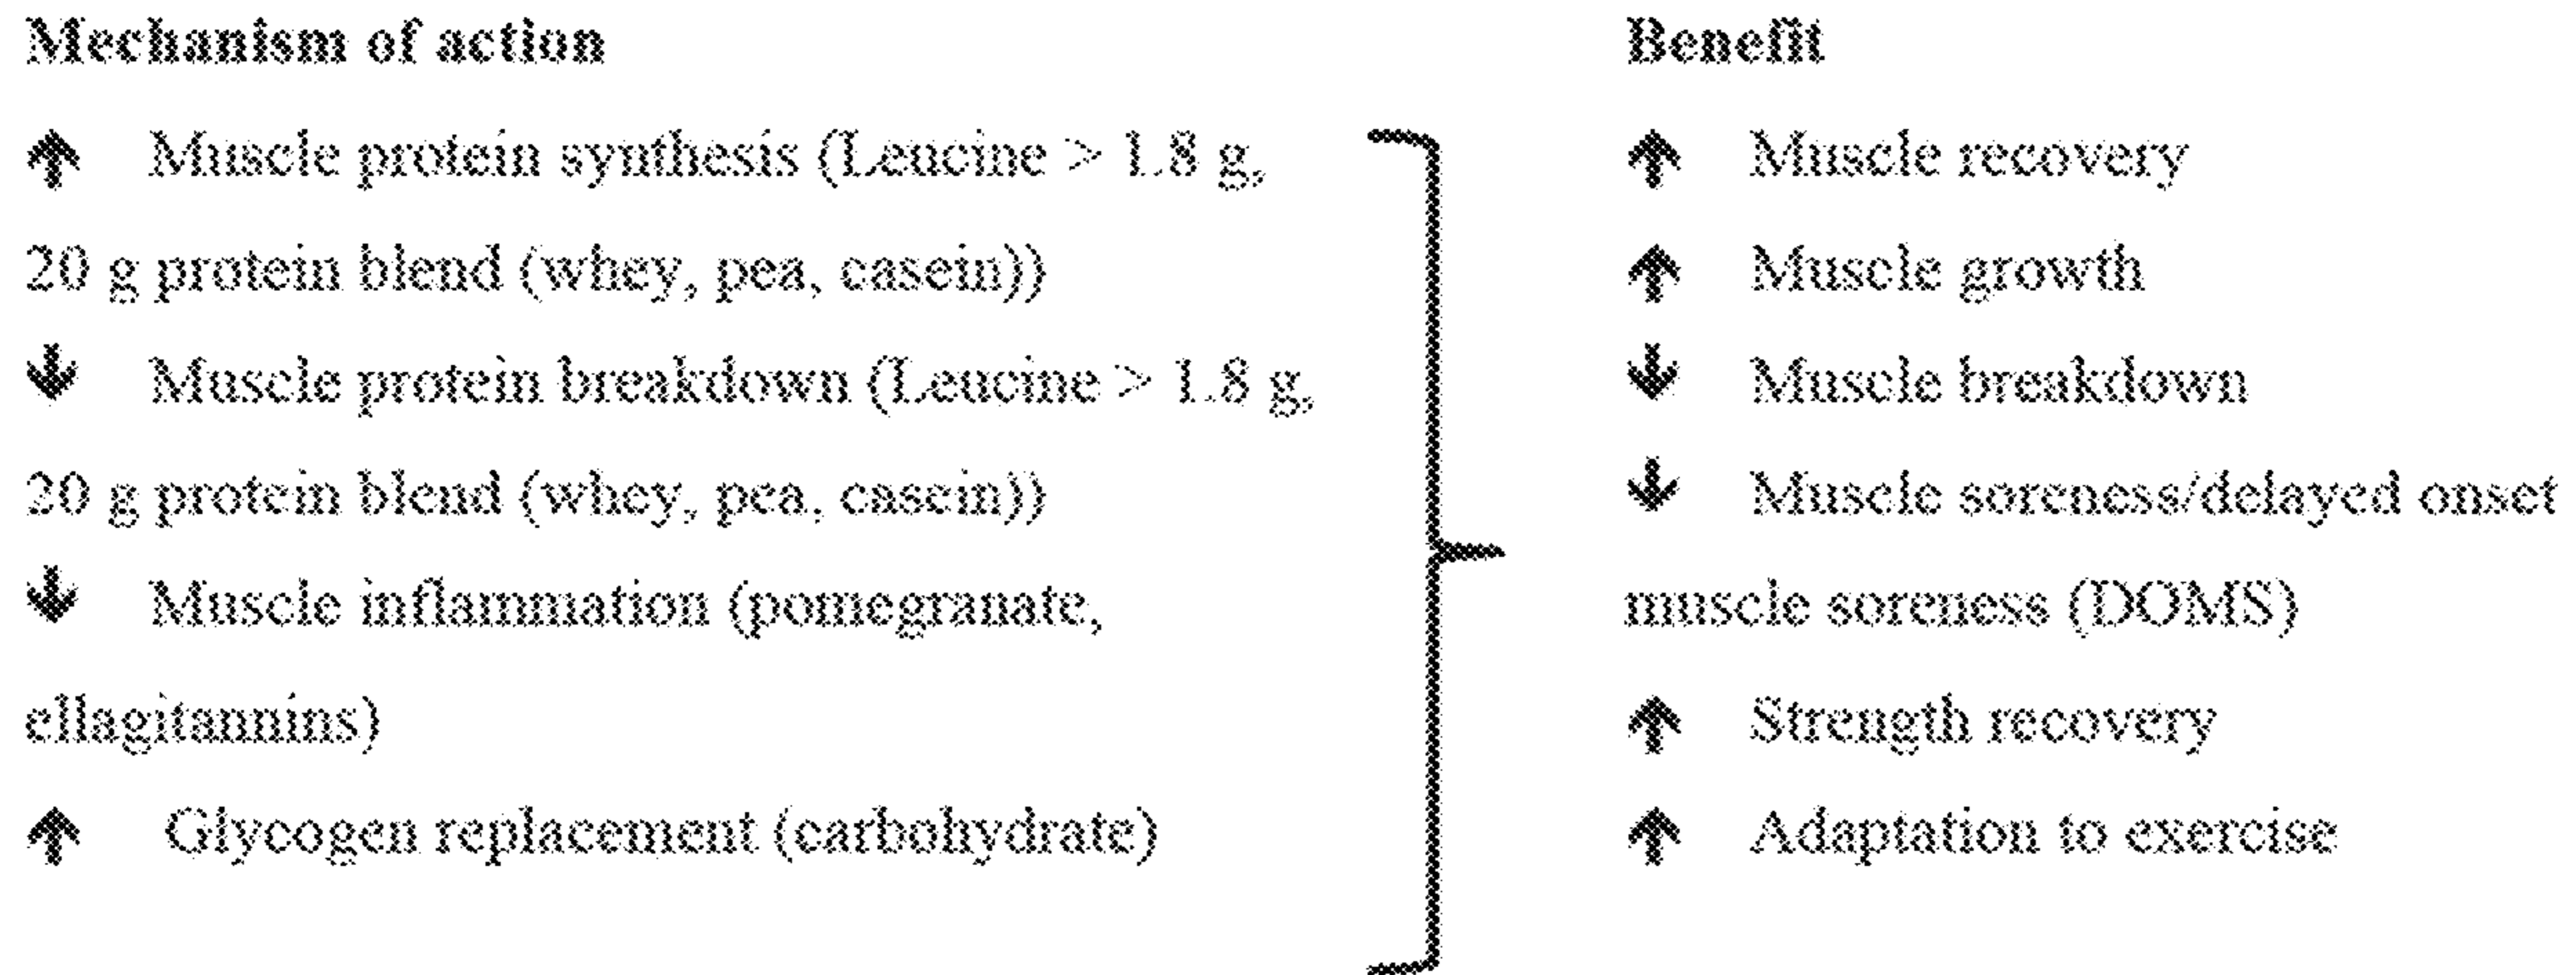 Mechanism of action
↑ Muscle protein synthesis (Leucine > 1.8 g,
20 g protein blend (whey, pea, casein))
↓ Muscle protein breakdown (Leucine > 1.8 g,
20 g protein blend (whey, pea, casein))
↓ Muscle inflammation (pomegranate,
ellagitannins)
↑ Glycogen replacement (carbohydrate)
Benefit
↑ Muscle recovery
↑ Muscle growth
↓ Muscle breakdown
↓ Muscle soreness/delayed onset
muscle soreness (DOMS)
↑ Strength recovery
↑ Adaptation to exercise